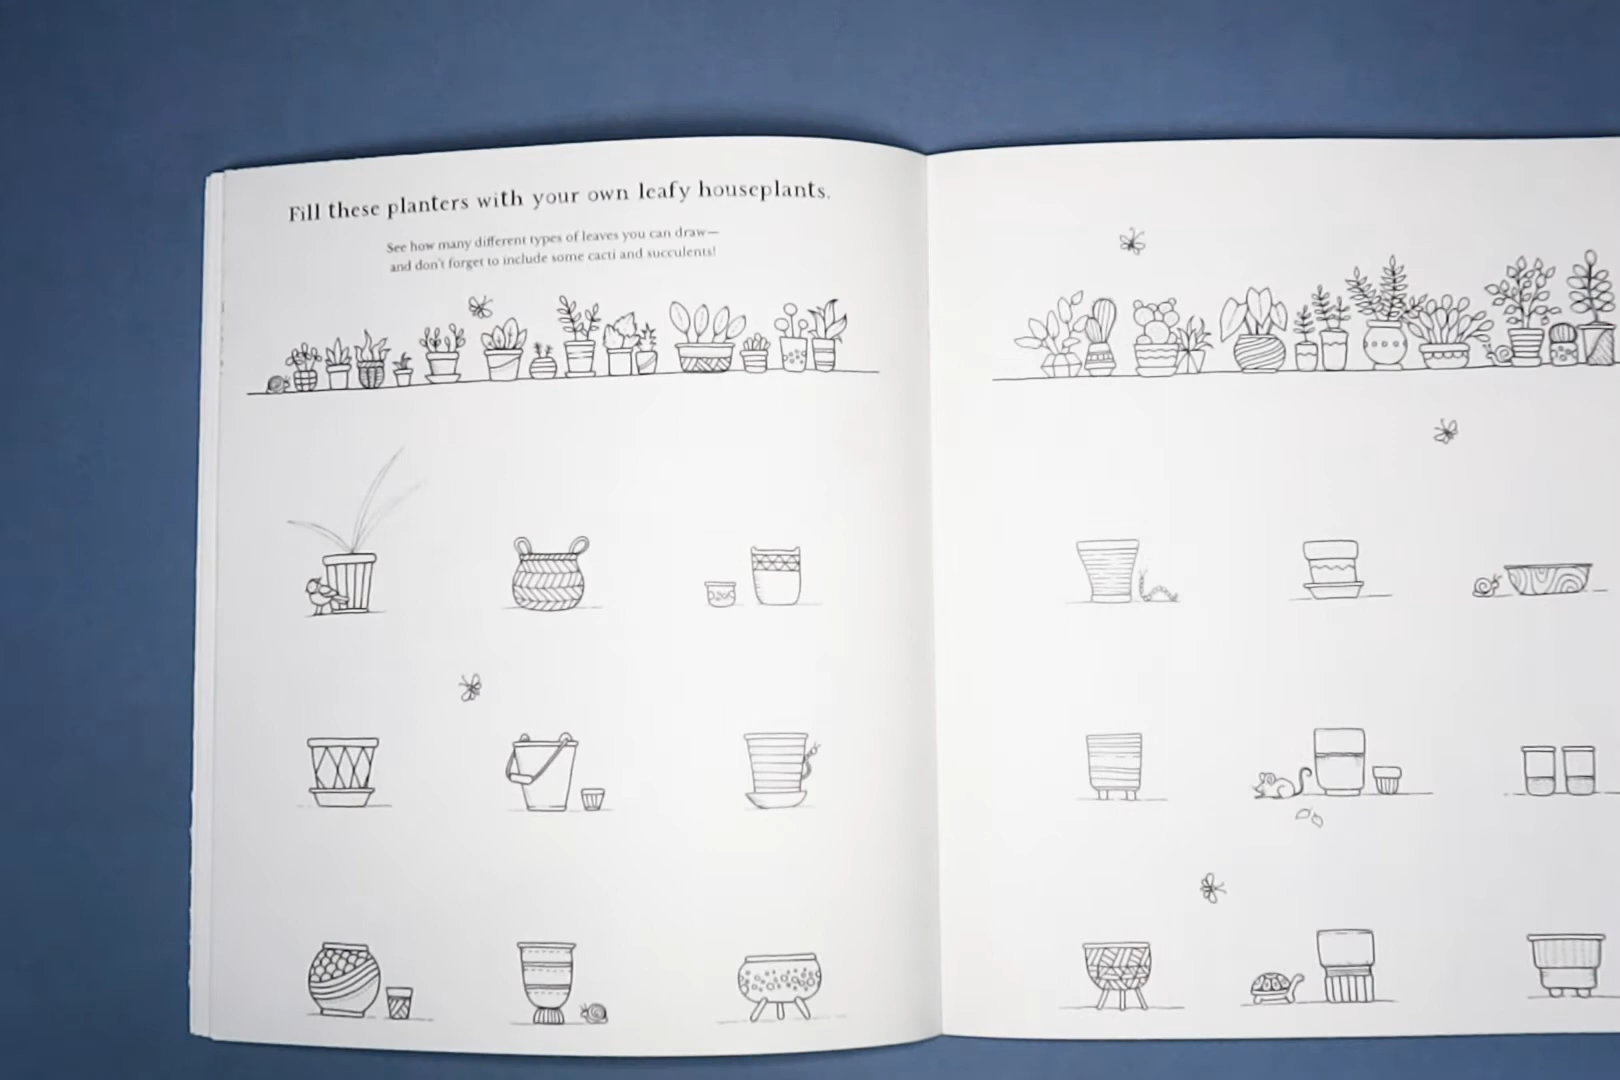 Fill these planters with your own leafy houseplants.
See how many different types of leaves you can draw—
and don't forget to include some cacti and succulents!